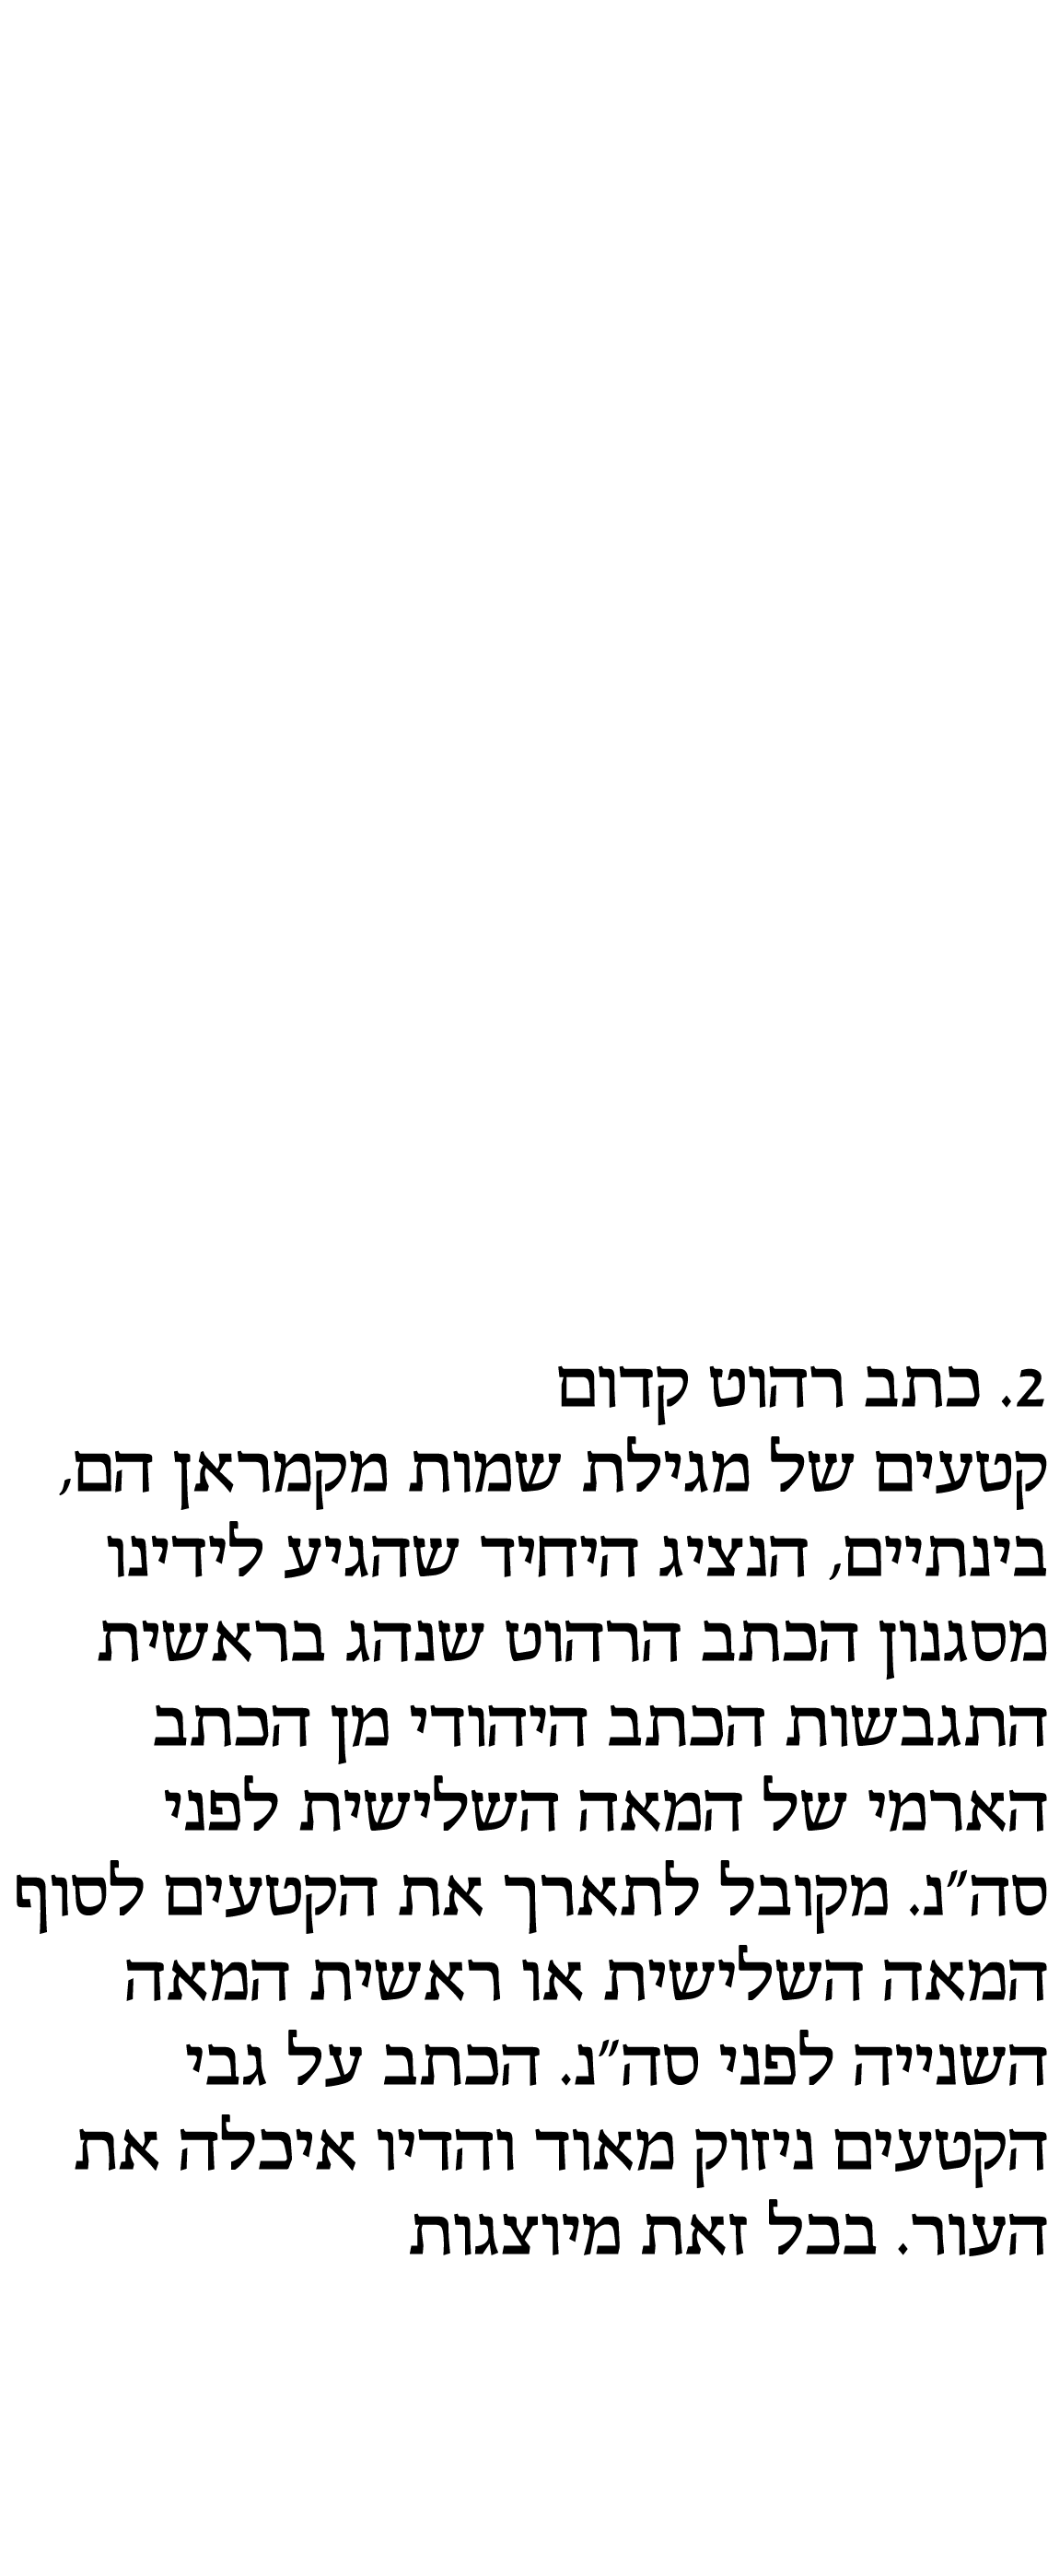 2. כתב רהוט קדום
קטעים של מגילת שמות מקמראן הם,
בינתיים, הנציג היחיד שהגיע לידינו
מסגנון הכתב הרהוט שנהג בראשית
התגבשות הכתב היהודי מן הכתב
הארמי של המאה השלישית לפני
סה״נ. מקובל לתארך את הקטעים לסוף
המאה השלישית או ראשית המאה
השנייה לפני סה״נ. הכתב על גבי
הקטעים ניזוק מאוד והדיו איכלה את
העור. בכל זאת מיוצגות